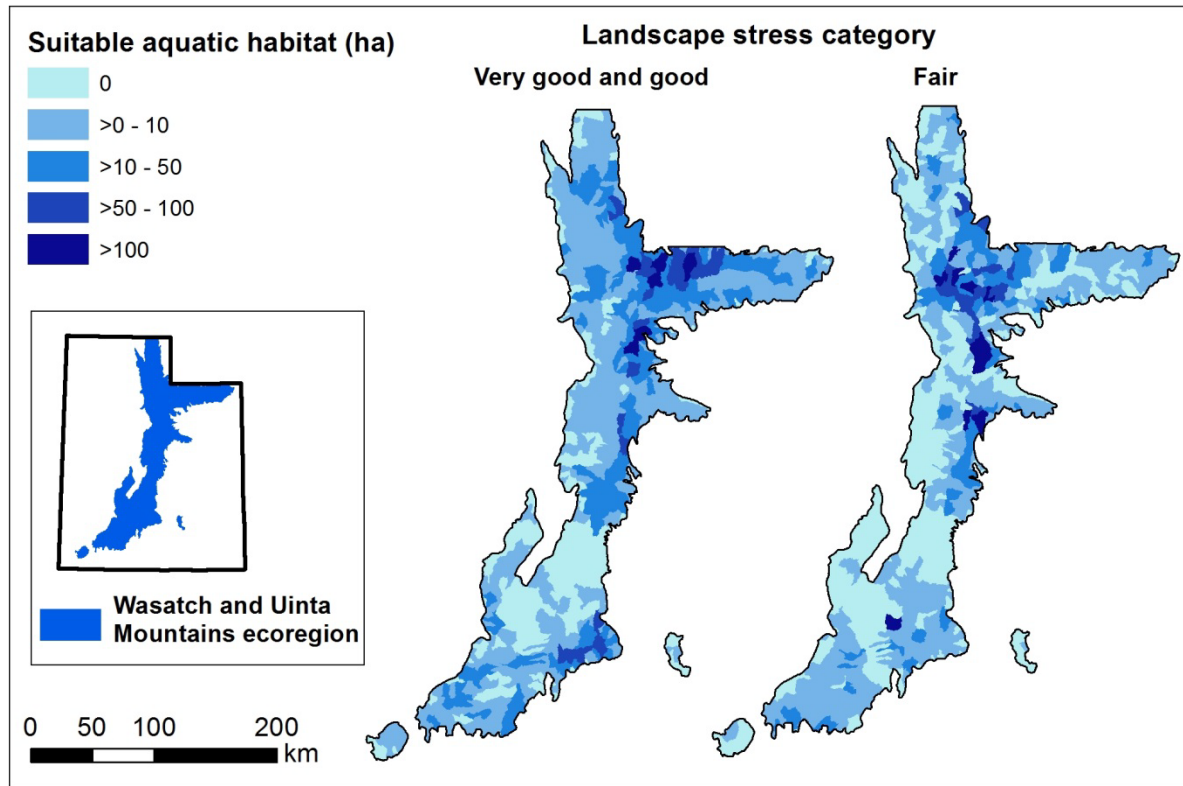 Suitable aquatic habitat (ha)
0
>0 - 10
>10 - 50
>50 - 100
>100
Landscape stress category
Very good and good
Fair
Wasatch and Uinta
Mountains ecoregion
0 50 100 200
km